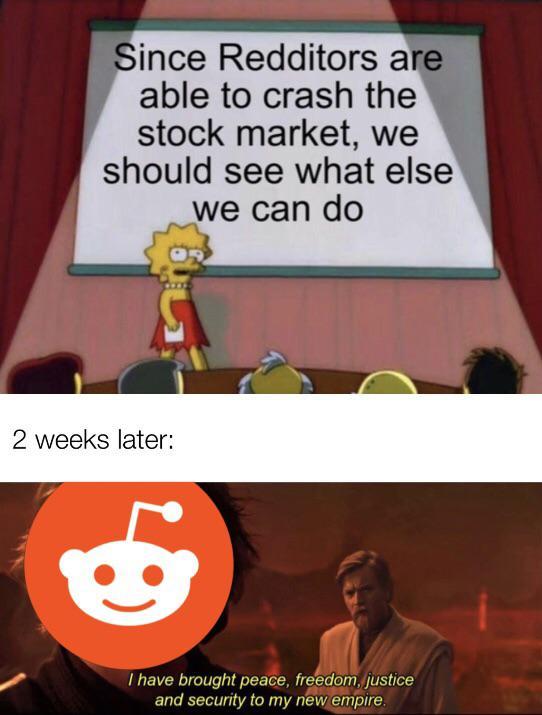 Since Redditors are
able to crash the
stock market, we
should see what else
we can do
2 weeks later:
I have brought peace, freedom, justice
and security to my new empire.